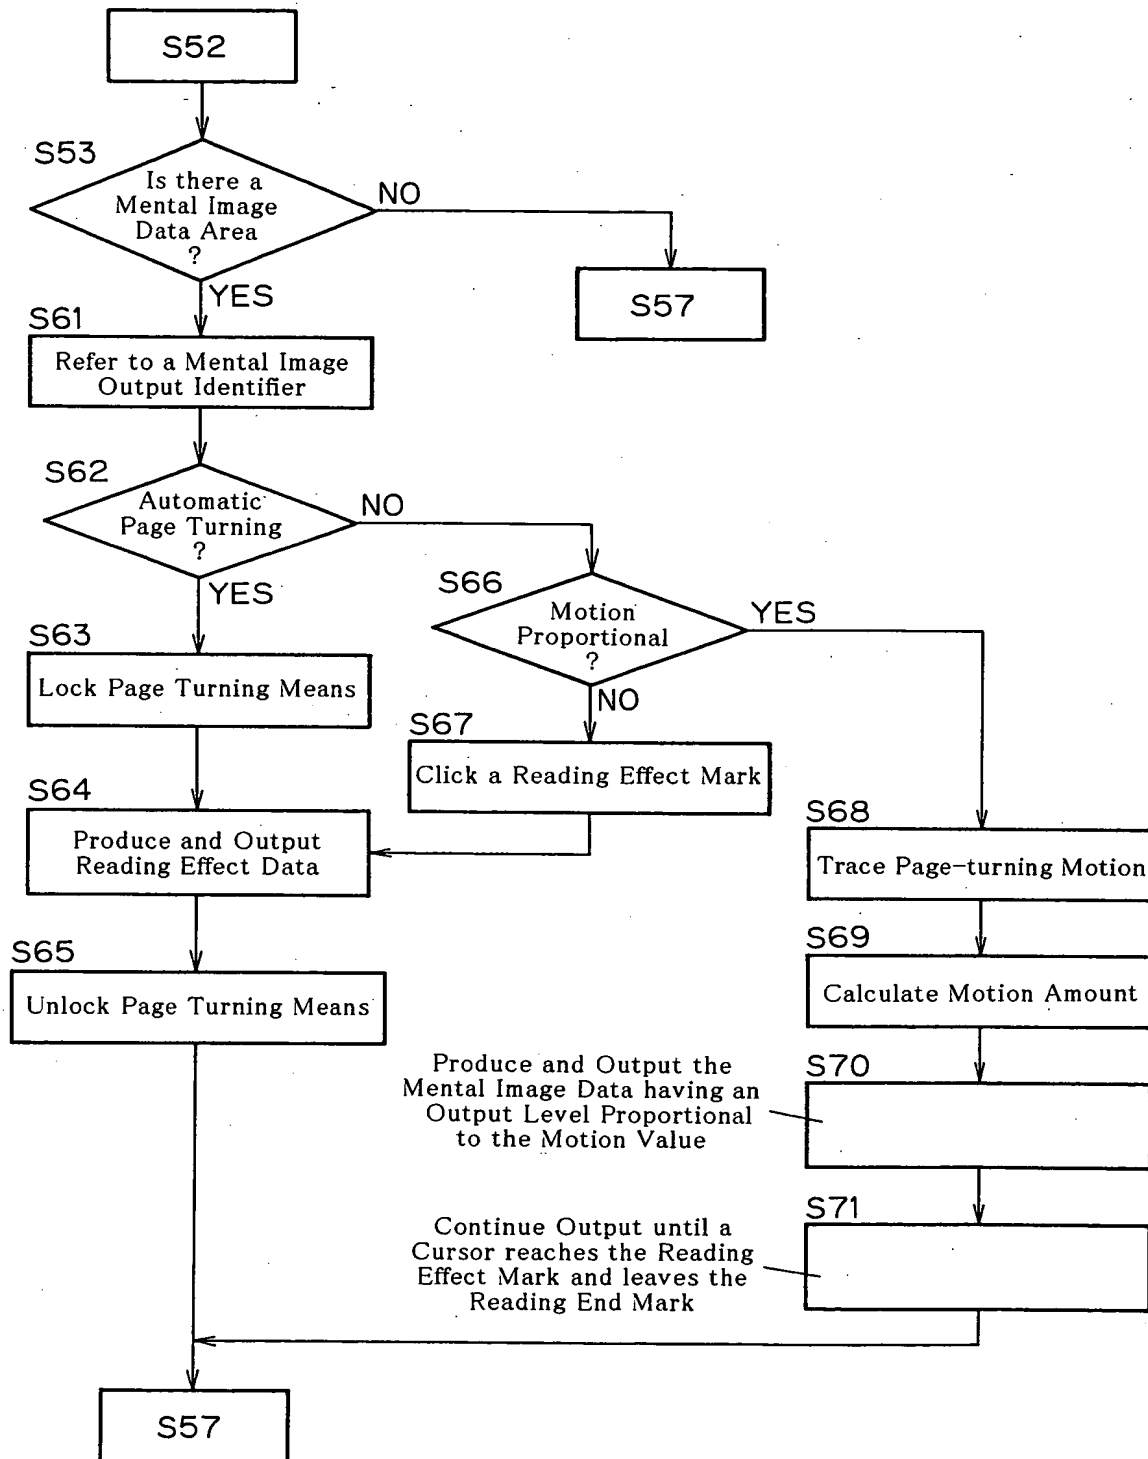 S52
S53
Is there a
Mental Image
Data Area
?
NO
S57
YES
S61
Refer to a Mental Image
Output Identifier
S62
Automatic
Page Turning
?
NO
YES
S66
Motion
Proportional
?
YES
NO
S63
Lock Page Turning Means
S67
Click a Reading Effect Mark
S64
Produce and Output
Reading Effect Data
S68
Trace Page-turning Motion
S65
Unlock Page Turning Means
S69
Calculate Motion Amount
S70
Produce and Output the
Mental Image Data having an
Output Level Proportional
to the Motion Value
S71
Continue Output until a
Cursor reaches the Reading
Effect Mark and leaves the
Reading End Mark
S57